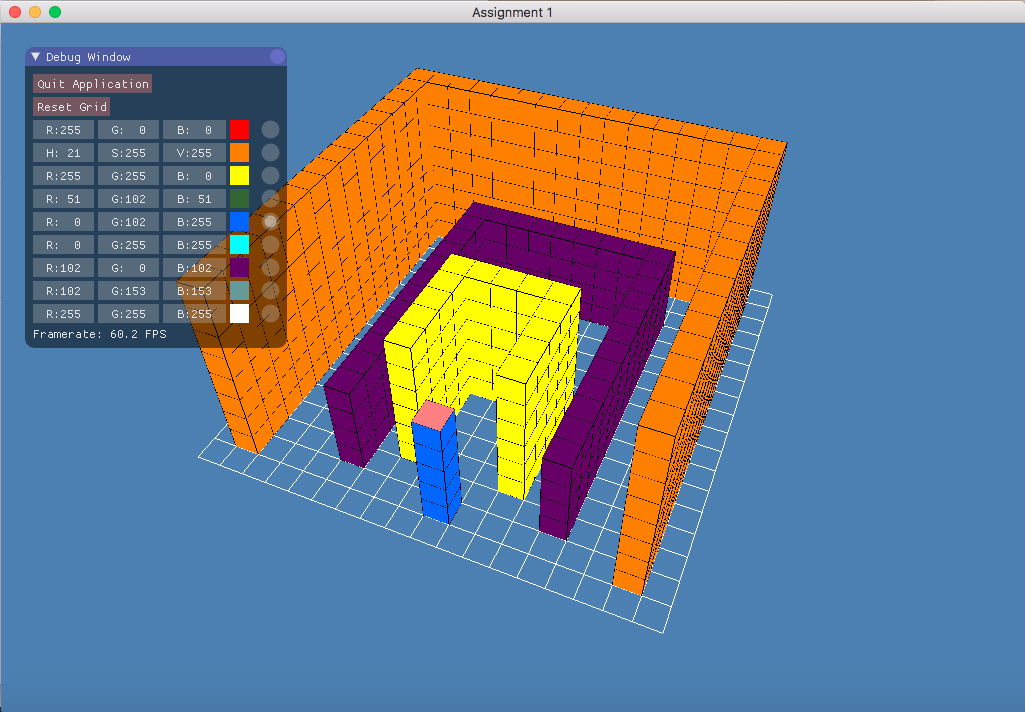 Assignment 1
Debug Window
Quit Application
Reset Grid
R:255 G: 0 B: 0
H: 21 S:255 V:255
R:255 G:255 B: 0
R: 51 G:102 B: 51
R: 0 G:102 B:255
R: 0 G:255 B:255
R:102 G: 0 B:102
R:102 G:153 B:153
R:255 G:255 B:255
Framerate: 60.2 FPS